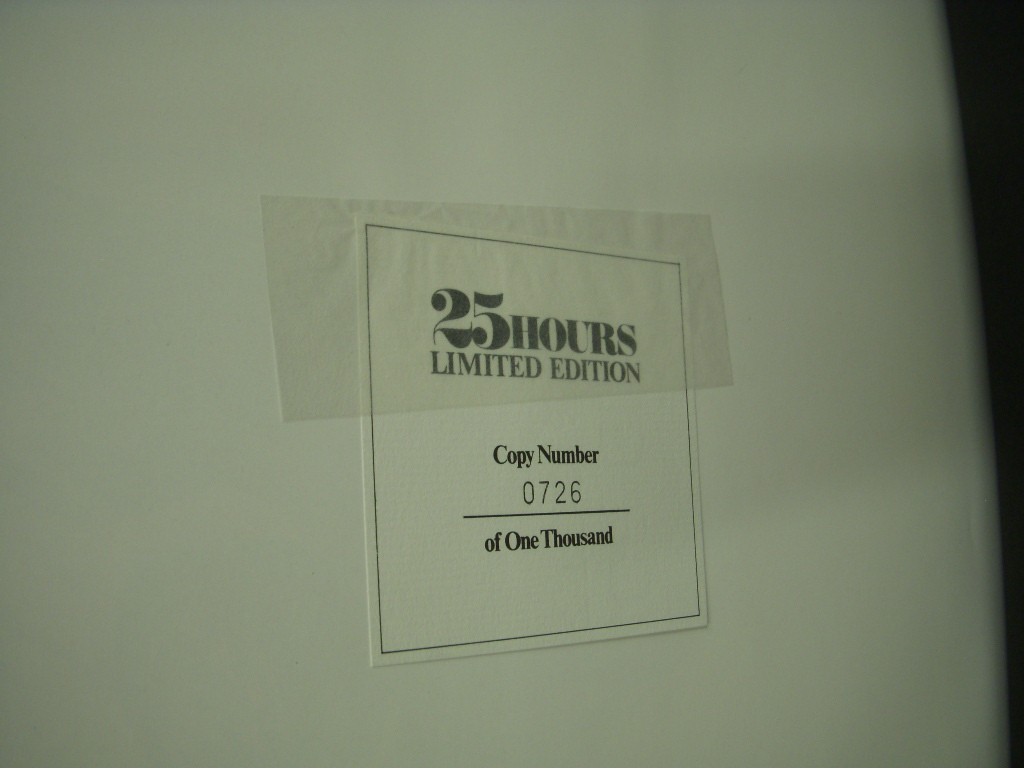 25HOURS
LIMITED EDITION
Copy Number
0726
of One Thousand